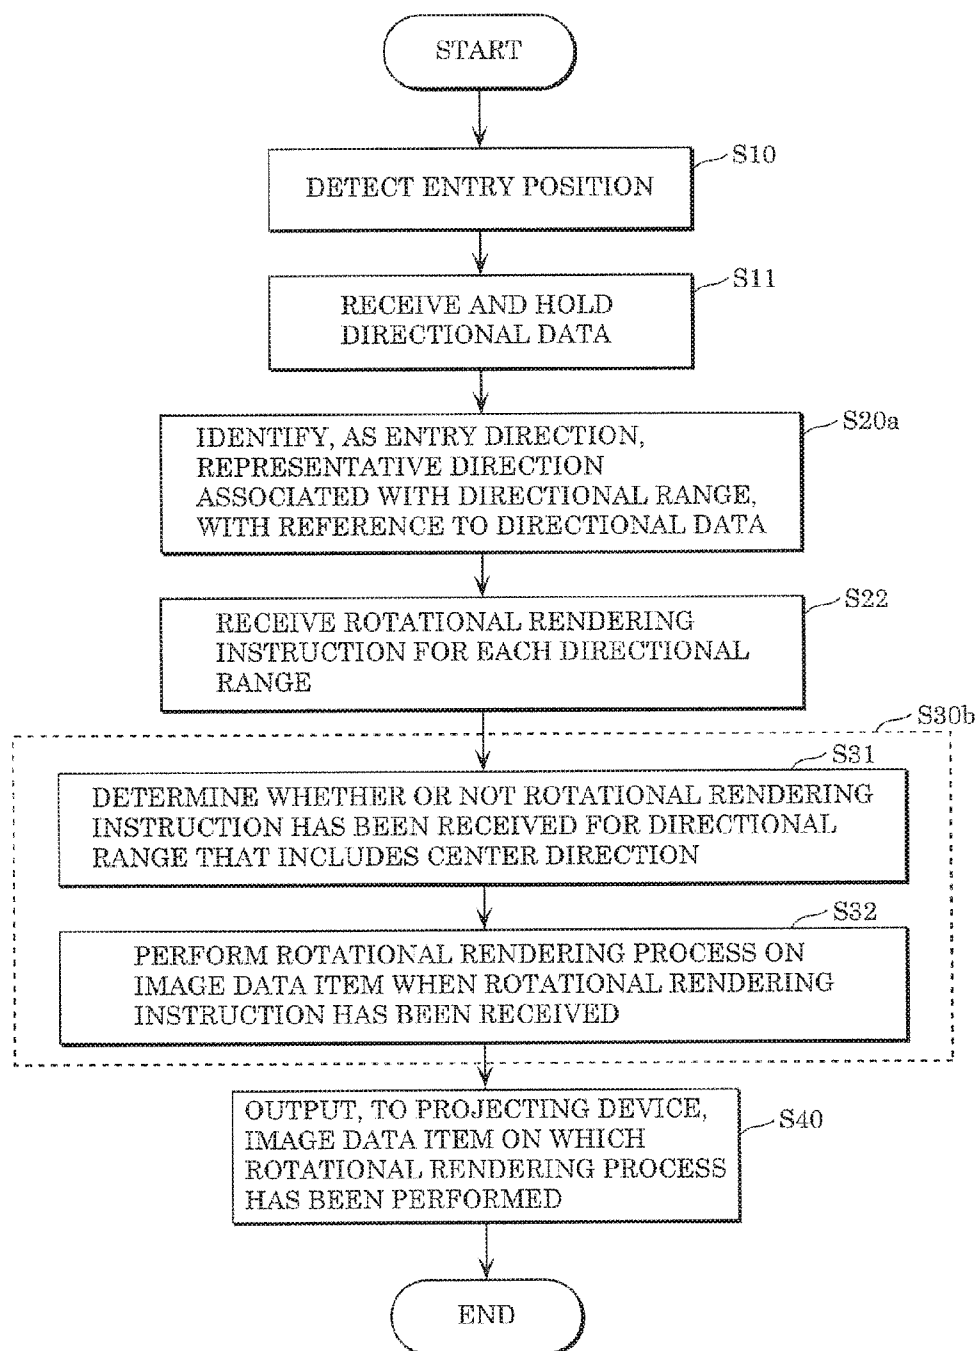 START
S10
DETECT ENTRY POSITION
S11
RECEIVE AND HOLD
DIRECTIONAL DATA
S20a
IDENTIFY, AS ENTRY DIRECTION,
REPRESENTATIVE DIRECTION
ASSOCIATED WITH DIRECTIONAL RANGE,
WITH REFERENCE TO DIRECTIONAL DATA
S22
RECEIVE ROTATIONAL RENDERING
INSTRUCTION FOR EACH DIRECTIONAL
RANGE
S30b
S31
DETERMINE WHETHER OR NOT ROTATIONAL RENDERING
INSTRUCTION HAS BEEN RECEIVED FOR DIRECTIONAL
RANGE THAT INCLUDES CENTER DIRECTION
S32
PERFORM ROTATIONAL RENDERING PROCESS ON
IMAGE DATA ITEM WHEN ROTATIONAL RENDERING
INSTRUCTION HAS BEEN RECEIVED
S40
OUTPUT, TO PROJECTING DEVICE,
IMAGE DATA ITEM ON WHICH
ROTATIONAL RENDERING PROCESS
HAS BEEN PERFORMED
END